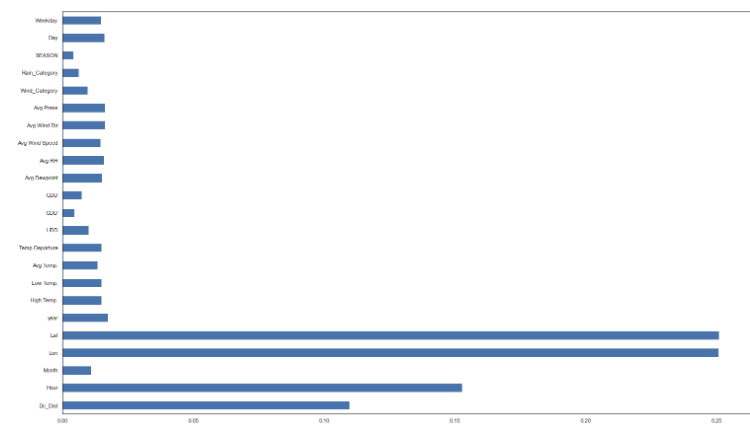 Weekday
Day
SEASON
Rain_Category
Wind_Category
Avg Press
Avg Wind Dir
Avg Wind Speed
Avg RH
Avg Dewpoint
CDD
HDD
Temp Departure
Avg Temp.
Low Temp.
High Temp.
year
Lat
Lon
Month
Hour
Dc_Dist
0.00 0.05 0.10 0.15 0.20 0.25